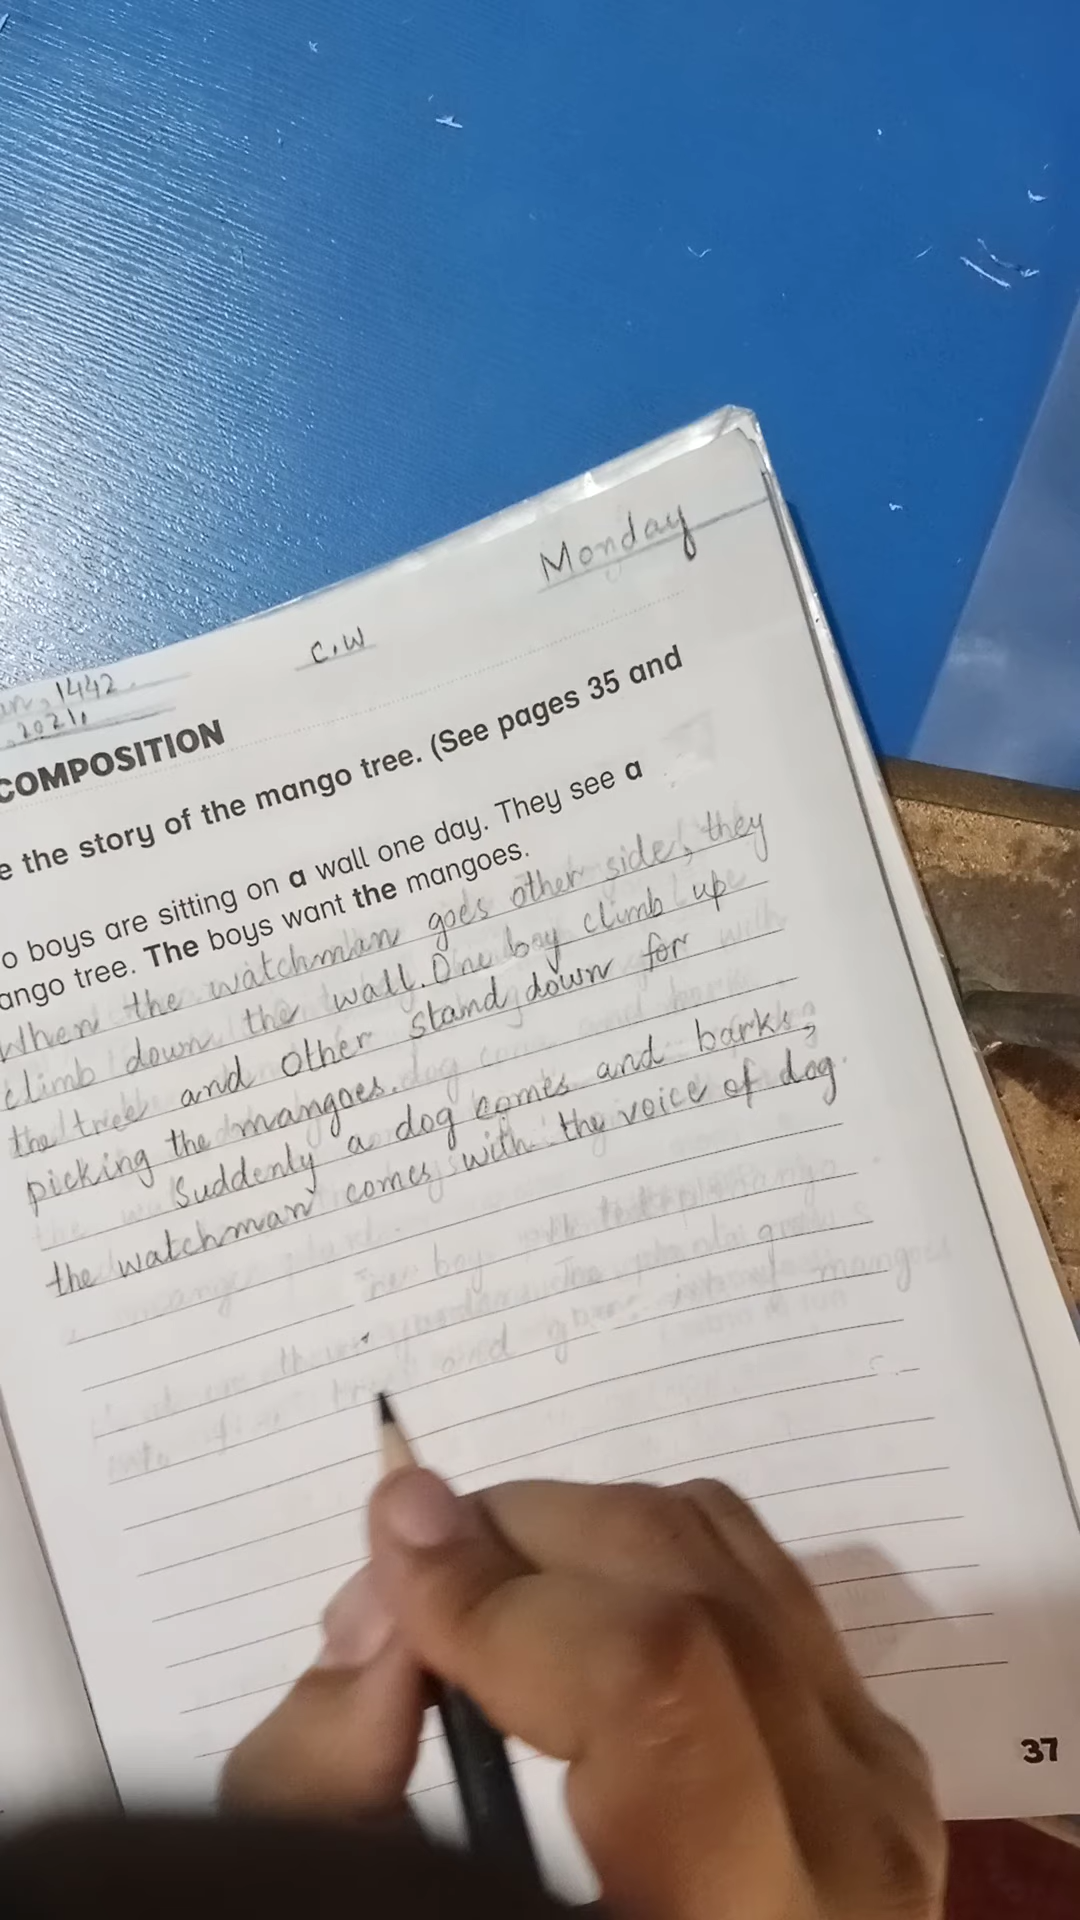 Monday
C.W
1442
2021,
COMPOSITION
e the story of the mango tree. (See pages 35 and
o boys are sitting on a wall one day. They see a
ango tree. The boys want the mangoes.
When the watchman goes other side, they
climb down the wall. One boy climb up
the tree and other stand down for
picking the mangoes.
Suddenly a dog comes and barks,
the watchman comes with the voice of dog.
37